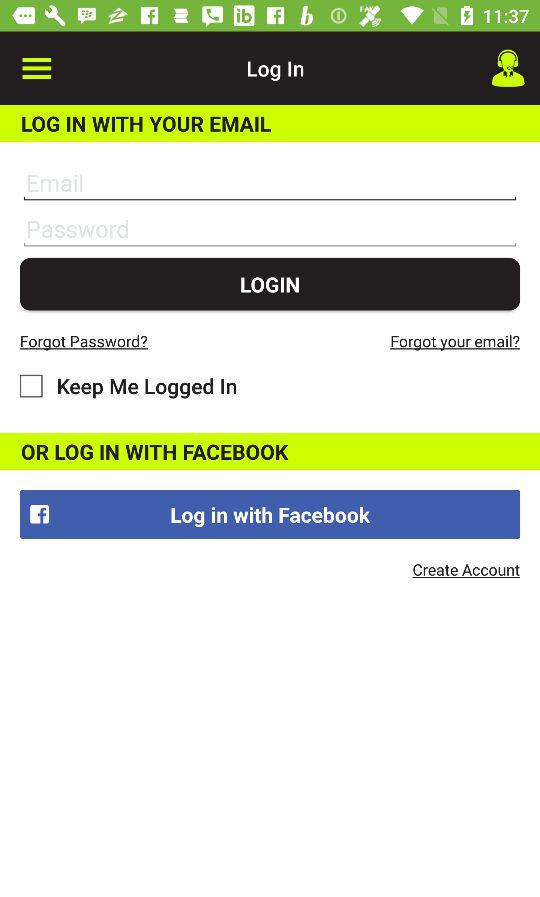 11:37
Log In
LOG IN WITH YOUR EMAIL
Email
Password
LOGIN
Forgot Password? Forgot your email?
Keep Me Logged In
OR LOG IN WITH FACEBOOK
Log in with Facebook
Create Account